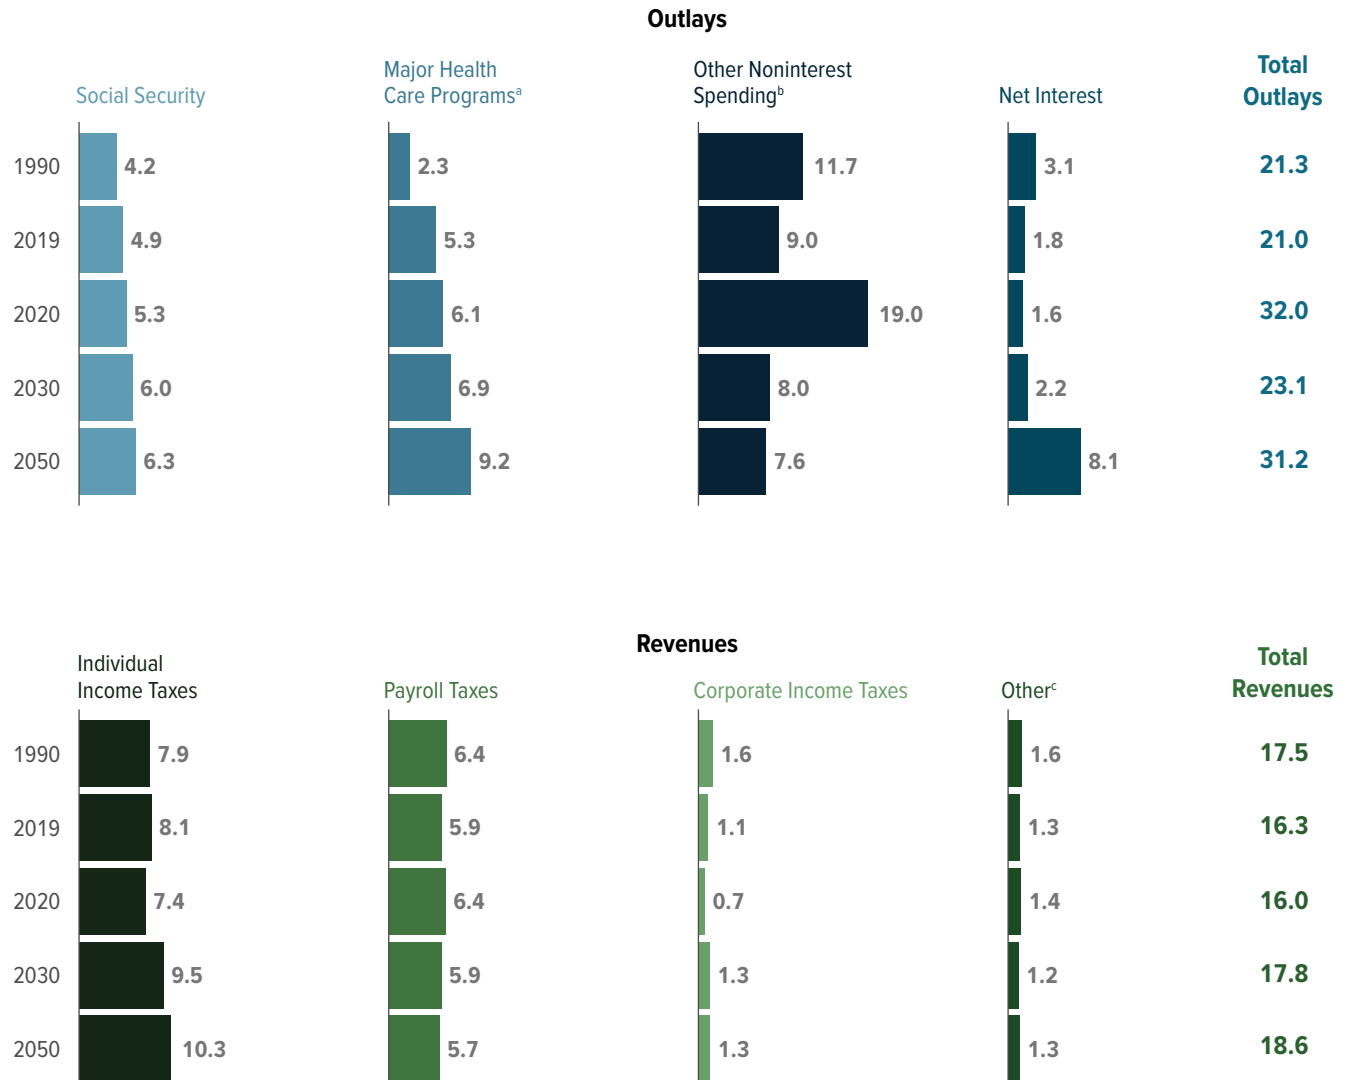 Outlays
Social Security
Major Health
Care Programsa
Other Noninterest
Spendingb
Net Interest
Total
Outlays
1990 4.2 2.3 11.7 3.1 21.3
2019 4.9 5.3 9.0 1.8 21.0
2020 5.3 6.1 19.0 1.6 32.0
2030 6.0 6.9 8.0 2.2 23.1
2050 6.3 9.2 7.6 8.1 31.2
Revenues
Individual
Income Taxes
Payroll Taxes
Corporate Income Taxes
Otherc
Total
Revenues
1990 7.9 6.4 1.6 1.6 17.5
2019 8.1 5.9 1.1 1.3 16.3
2020 7.4 6.4 0.7 1.4 16.0
2030 9.5 5.9 1.3 1.2 17.8
2050 10.3 5.7 1.3 1.3 18.6